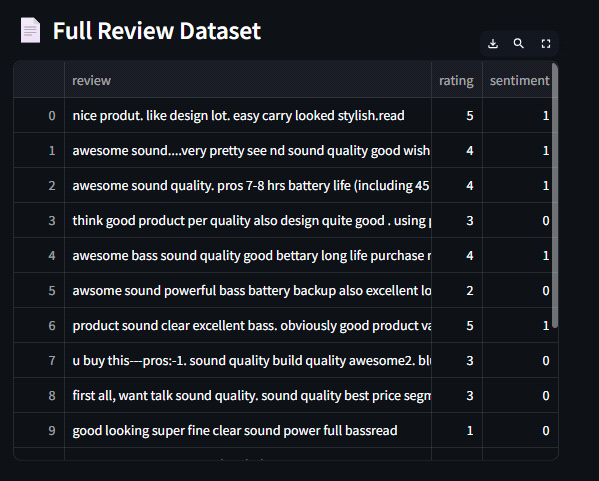 Full Review Dataset
review rating sentiment
0 nice produt. like design lot. easy carry looked stylish.read 5 1
1 awesome sound....very pretty see nd sound quality good wish 4 1
2 awesome sound quality. pros 7-8 hrs battery life (including 45 4 1
3 think good product per quality also design quite good . using 3 0
4 awesome bass sound quality good bettary long life purchase 4 1
5 awsome sound powerful bass battery backup also excellent lo 2 0
6 product sound clear excellent bass. obviously good product va 5 1
7 u buy this---pros:-1. sound quality build quality awesome2. bl 3 0
8 first all, want talk sound quality. sound quality best price segm 3 0
9 good looking super fine clear sound power full bassread 1 0